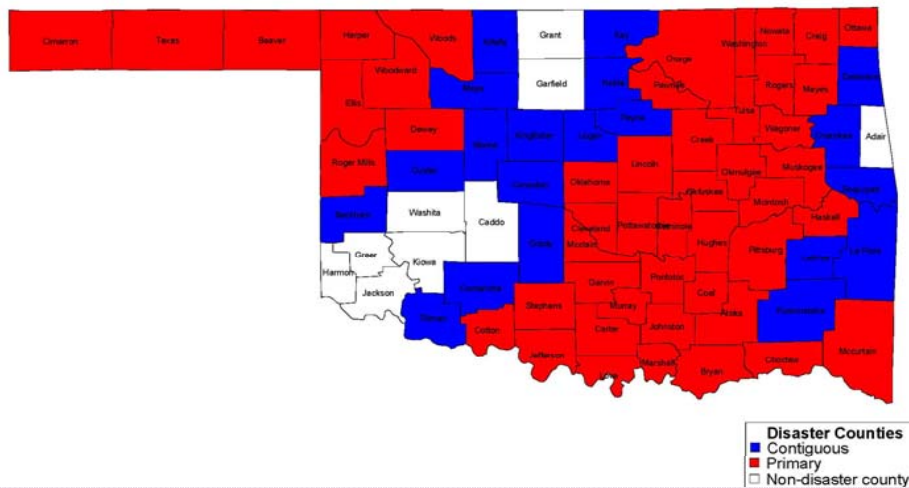 Cimarron Texas Beaver Harper Woods Alfalfa Grant Kay Nowata Craig Ottawa
Washington
Woodward Osage Delaware
Major Garfield Noble Pawnee Rogers Mayes
Ellis
Tulsa
Dewey Payne
Blaine Kingfisher Logan Creek Wagoner Cherokee Adair
Roger Mills Lincoln
Custer Muskogee
Canadian Oklahoma Okmulgee Sequoyah
Beckham Okfuskee McIntosh
Washita Caddo Haskell
Cleveland Pottawatomie Seminole
Grady McClain Hughes Pittsburg Le Flore
Greer Latimer
Harmon Kiowa
Jackson Comanche Garvin Pontotoc
Coal
Stephens Murray Atoka Pushmataha
Tillman Cotton Carter Johnston
Jefferson Marshall Choctaw Mccurtain
Love Bryan
Disaster Counties
Contiguous
Primary
Non-disaster county